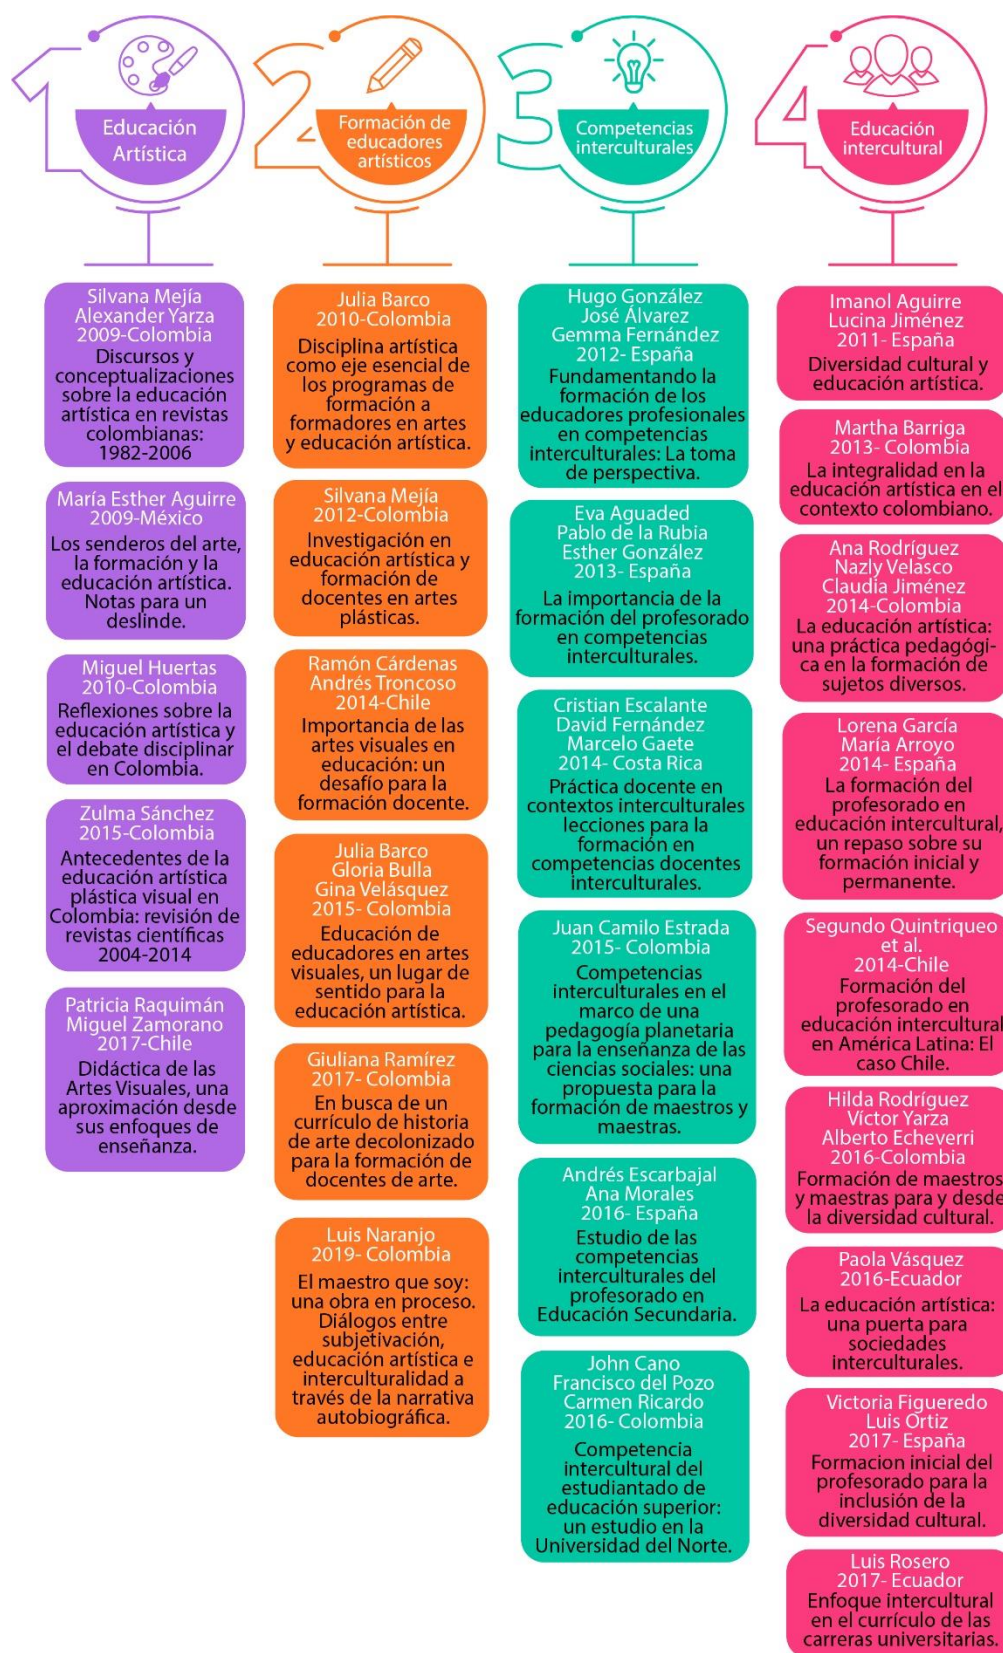 1
Educación
Artística
Silvana Mejía
Alexander Yarza
2009-Colombia
Discursos y
conceptualizaciones
sobre la educación
artística en revistas
colombianas:
1982-2006
María Esther Aguirre
2009-México
Los senderos del arte,
la formación y la
educación artística.
Notas para un
deslinde.
Miguel Huertas
2010-Colombia
Reflexiones sobre la
educación artística y
el debate disciplinar
en Colombia.
Zulma Sánchez
2015-Colombia
Antecedentes de la
educación artística
plástica visual en
Colombia: revisión de
revistas científicas
2004-2014
Patricia Raquimán
Miguel Zamorano
2017-Chile
Didáctica de las
Artes Visuales, una
aproximación desde
sus enfoques de
enseñanza.
2
Formación de
educadores
artísticos
Julia Barco
2010-Colombia
Disciplina artística
como eje esencial de
los programas de
formación a
formadores en artes
y educación artística.
Silvana Mejía
2012-Colombia
Investigación en
educación artística y
formación de
docentes en artes
plásticas.
Ramón Cárdenas
Andrés Troncoso
2014-Chile
Importancia de las
artes visuales en
educación: un
desafío para la
formación docente.
Julia Barco
Gloria Bulla
Gina Velásquez
2015- Colombia
Educación de
educadores en artes
visuales, un lugar de
sentido para la
educación artística.
Giuliana Ramírez
2017- Colombia
En busca de un
currículo de historia
de arte decolonizado
para la formación de
docentes de arte.
Luis Naranjo
2019- Colombia
El maestro que soy:
una obra en proceso.
Diálogos entre
subjetivación,
educación artística e
interculturalidad a
través de la narrativa
autobiográfica.
3
Competencias
interculturales
Hugo González
José Álvarez
Gemma Fernández
2012- España
Fundamentando la
formación de los
educadores profesionales
en competencias
interculturales: La toma
de perspectiva.
Eva Aguaded
Pablo de la Rubia
Esther González
2013- España
La importancia de la
formación del profesorado
en competencias
interculturales.
Cristian Escalante
David Fernández
Marcelo Gaete
2014- Costa Rica
Práctica docente en
contextos interculturales
lecciones para la
formación en
competencias docentes
interculturales.
Juan Camilo Estrada
2015- Colombia
Competencias
interculturales en el
marco de una
pedagogía planetaria
para la enseñanza de las
ciencias sociales: una
propuesta para la
formación de maestros y
maestras.
Andrés Escarbajal
Ana Morales
2016- España
Estudio de las
competencias
interculturales del
profesorado en
Educación Secundaria.
John Cano
Francisco del Pozo
Carmen Ricardo
2016- Colombia
Competencia
intercultural del
estudiantado de
educación superior:
un estudio en la
Universidad del Norte.
4
Educación
intercultural
Imanol Aguirre
Lucina Jiménez
2011- España
Diversidad cultural y
educación artística.
Martha Barriga
2013- Colombia
La integralidad en la
educación artística en el
contexto colombiano.
Ana Rodríguez
Nazly Velasco
Claudia Jiménez
2014-Colombia
La educación artística:
una práctica pedagógi-
ca en la formación de
sujetos diversos.
Lorena García
María Arroyo
2014- España
La formación del
profesorado en
educación intercultural,
un repaso sobre su
formación inicial y
permanente.
Segundo Quintriqueo
et al.
2014-Chile
Formación del
profesorado en
educación intercultural
en América Latina: El
caso Chile.
Hilda Rodríguez
Víctor Yarza
Alberto Echeverri
2016-Colombia
Formación de maestros
y maestras para y desde
la diversidad cultural.
Paola Vásquez
2016-Ecuador
La educación artística:
una puerta para
sociedades
interculturales.
Victoria Figueredo
Luis Ortiz
2017- España
Formacion inicial del
profesorado para la
inclusión de la
diversidad cultural.
Luis Rosero
2017- Ecuador
Enfoque intercultural
en el currículo de las
carreras universitarias.